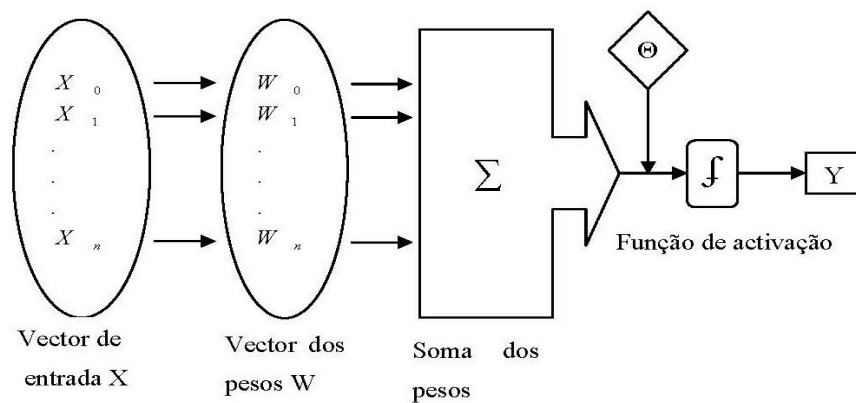 Θ
X 0 W 0
X 1 W 1
. .
. . Σ ƒ Y
. .
X n W n
Função de activação
Vector de entrada X
Vector dos pesos W
Soma dos pesos